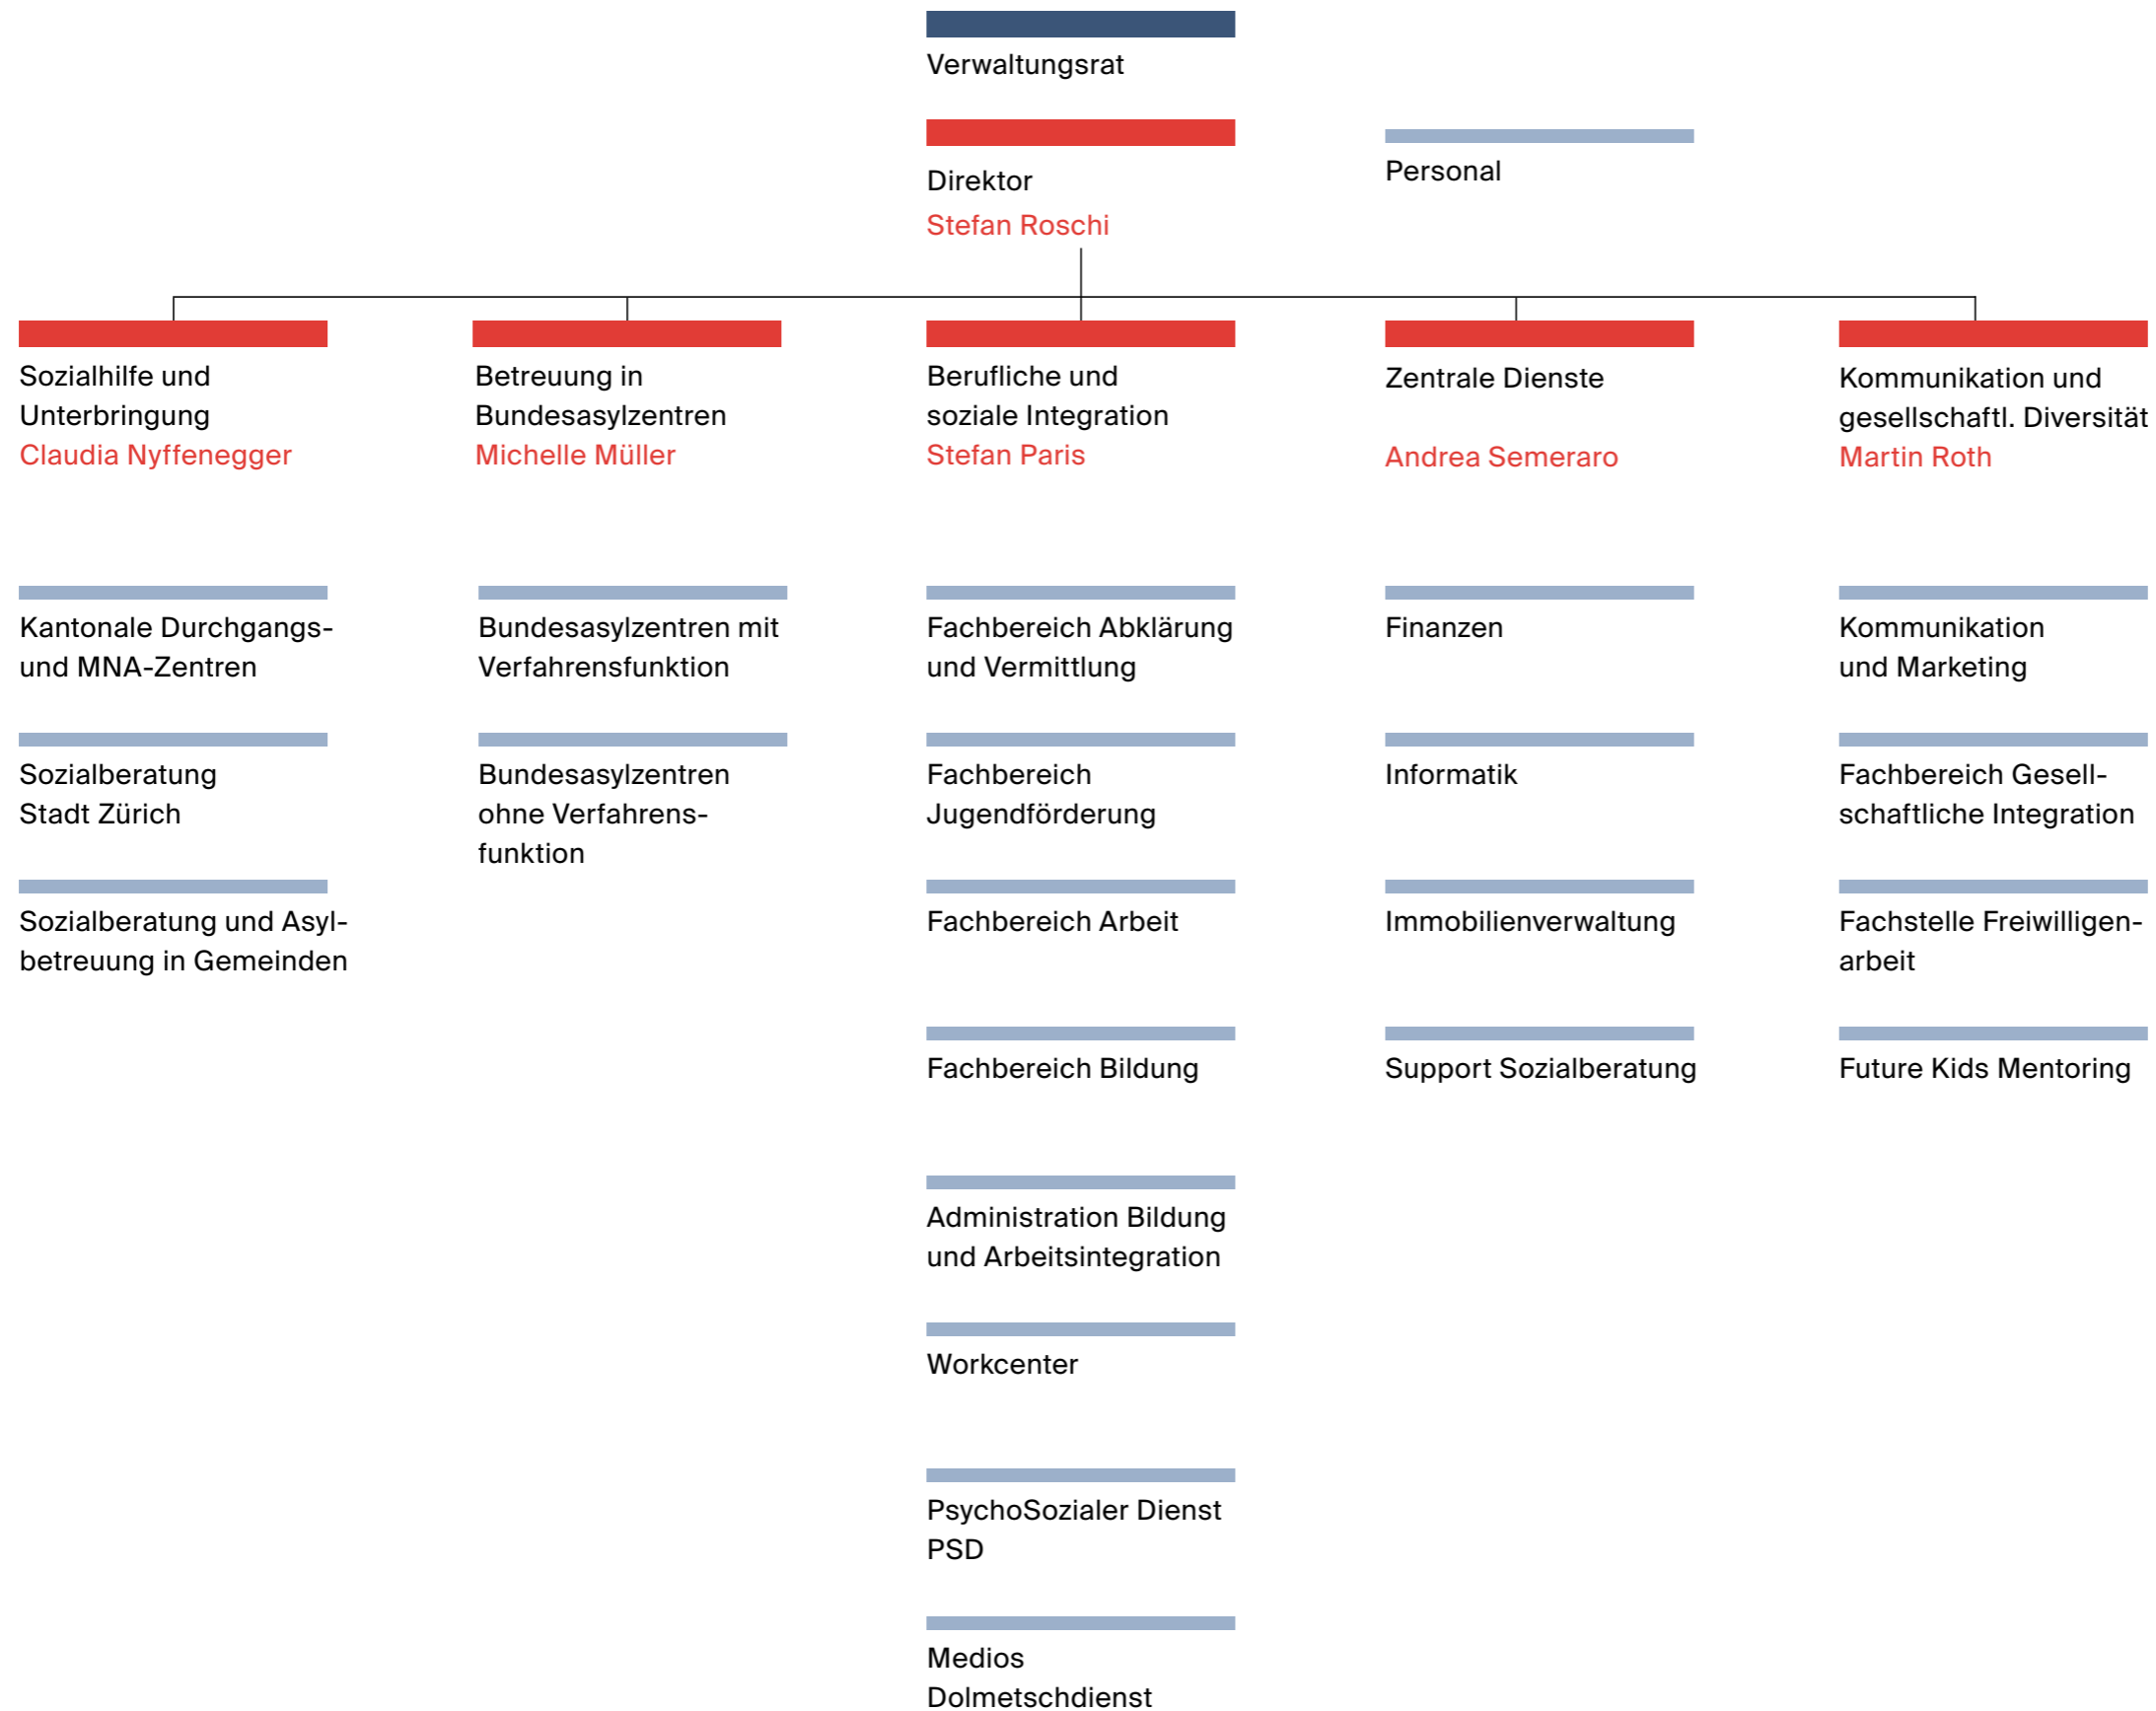 Verwaltungsrat
Direktor
Stefan Roschi
Personal
Sozialhilfe und
Unterbringung
Claudia Nyffenegger
Betreuung in
Bundesasylzentren
Michelle Müller
Berufliche und
soziale Integration
Stefan Paris
Zentrale Dienste
Andrea Semeraro
Kommunikation und
gesellschaftl. Diversität
Martin Roth
Kantonale Durchgangs-
und MNA-Zentren
Sozialberatung
Stadt Zürich
Sozialberatung und Asyl-
betreuung in Gemeinden
Bundesasylzentren mit
Verfahrensfunktion
Bundesasylzentren
ohne Verfahrens-
funktion
Fachbereich Abklärung
und Vermittlung
Fachbereich
Jugendförderung
Fachbereich Arbeit
Fachbereich Bildung
Administration Bildung
und Arbeitsintegration
Workcenter
PsychoSozialer Dienst
PSD
Medios
Dolmetschdienst
Finanzen
Informatik
Immobilienverwaltung
Support Sozialberatung
Kommunikation
und Marketing
Fachbereich Gesell-
schaftliche Integration
Fachstelle Freiwilligen-
arbeit
Future Kids Mentoring